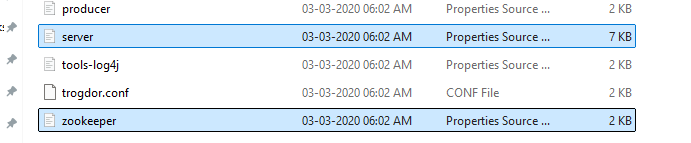 producer 03-03-2020 06:02 AM Properties Source ... 2 KB
server 03-03-2020 06:02 AM Properties Source ... 7 KB
tools-log4j 03-03-2020 06:02 AM Properties Source ... 2 KB
trogdor.conf 03-03-2020 06:02 AM CONF File 2 KB
zookeeper 03-03-2020 06:02 AM Properties Source ... 2 KB